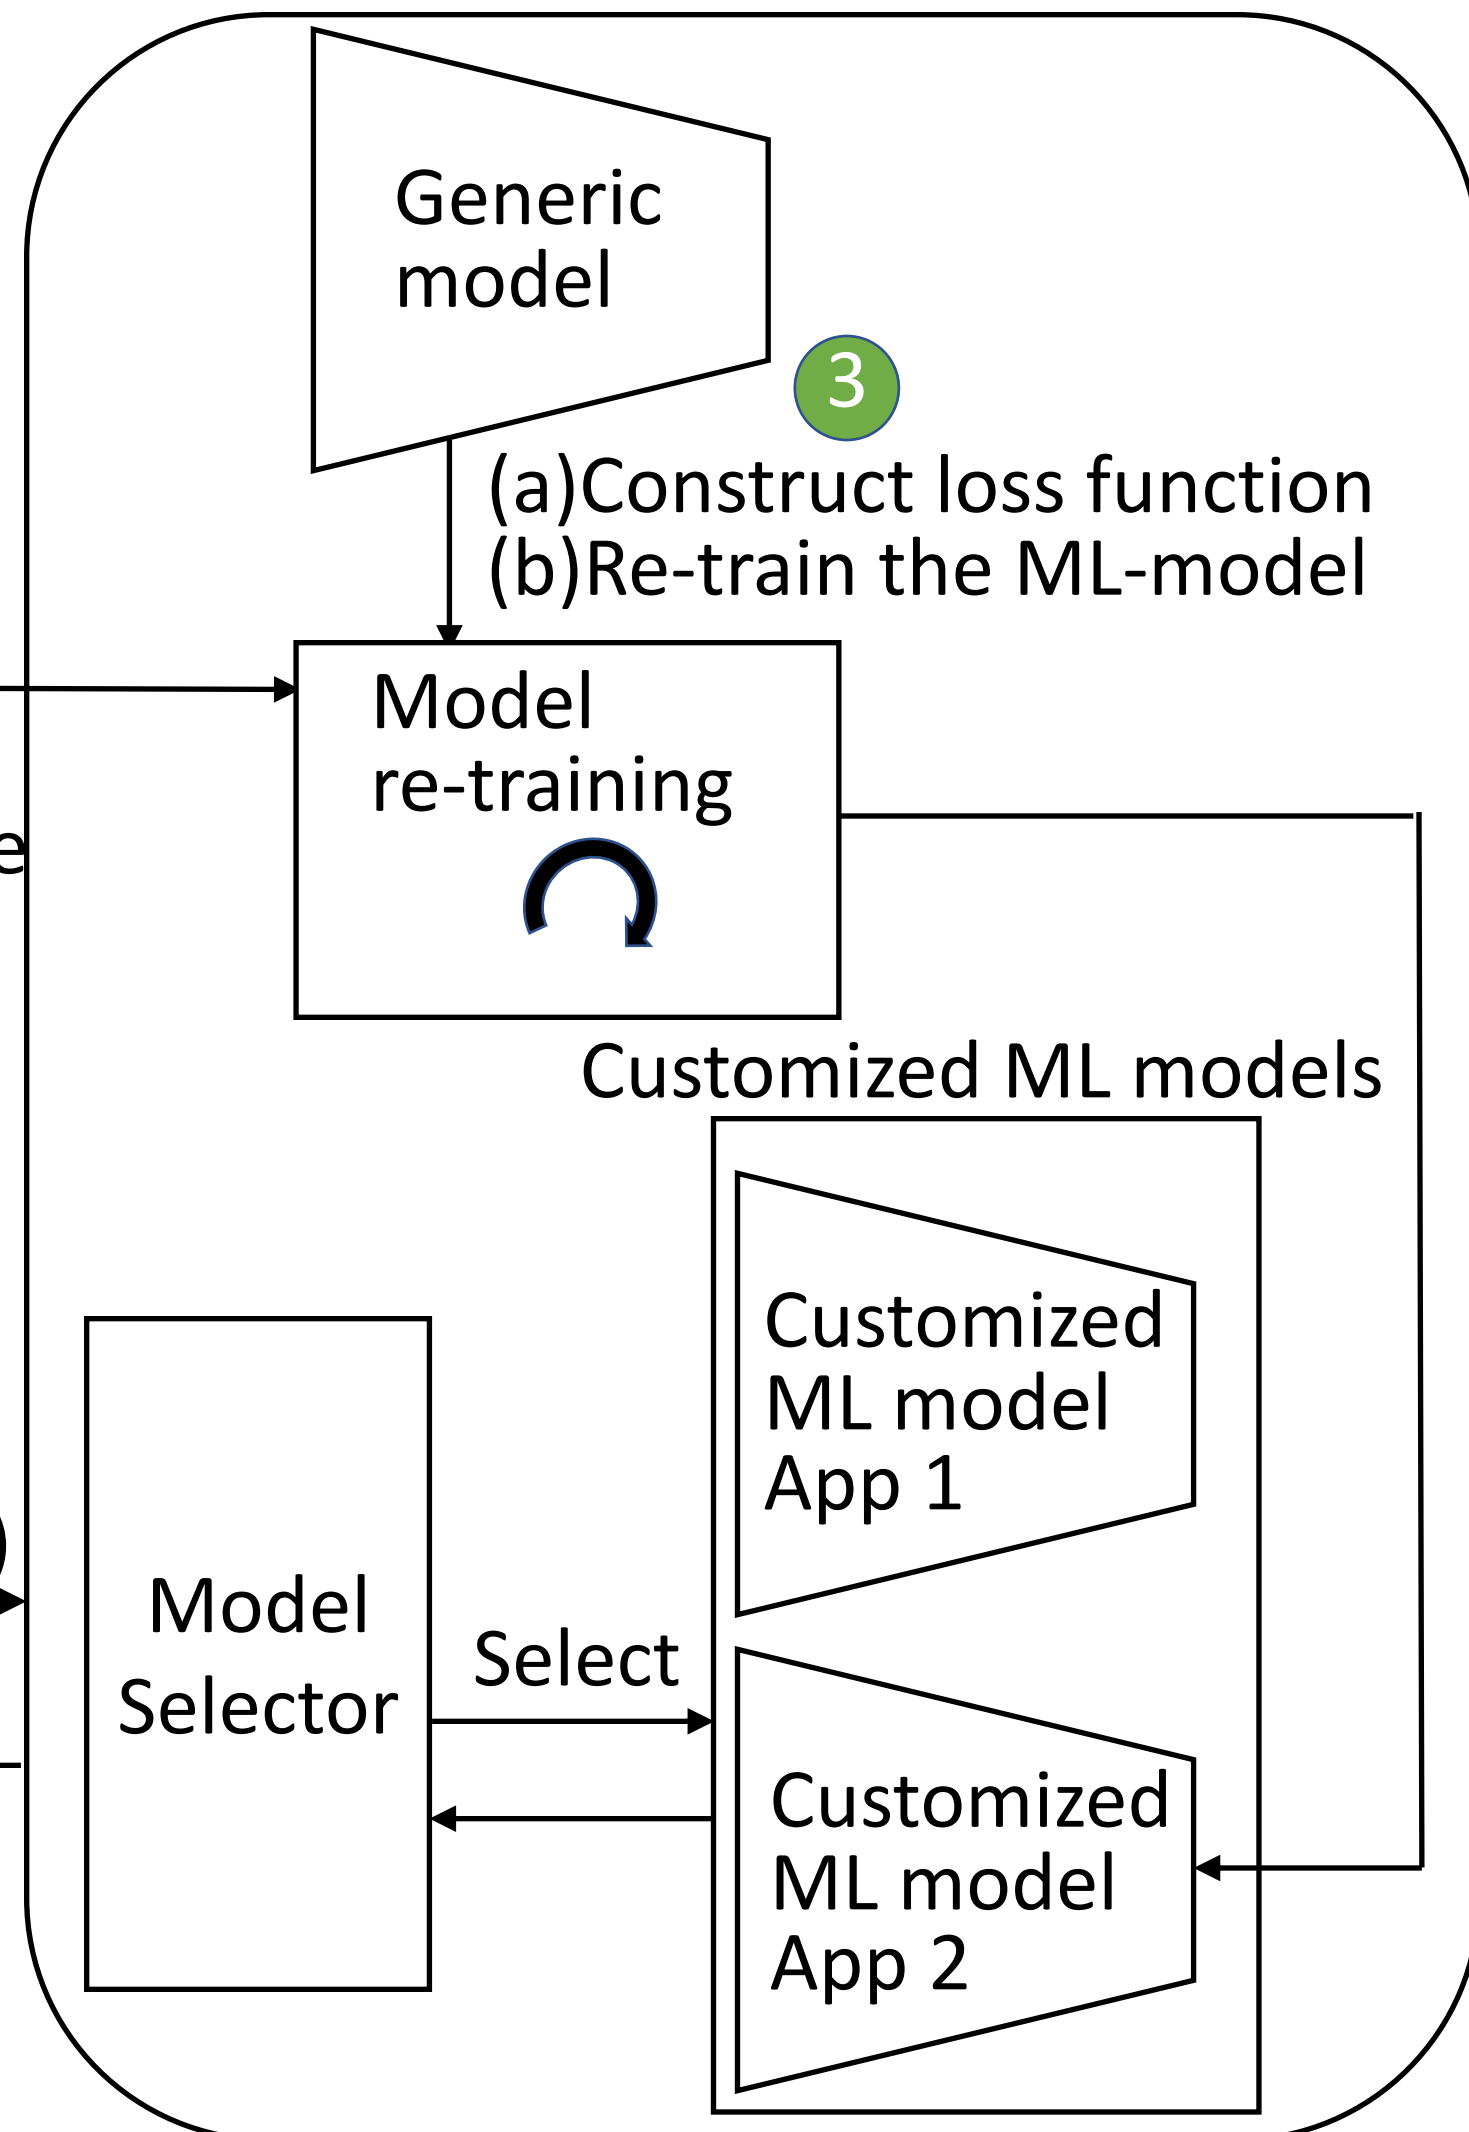 Generic
model
3
(a)Construct loss function
(b)Re-train the ML-model
Model
re-training
e
Customized ML models
Customized
ML model
App 1
Model
Selector
Select
Customized
ML model
App 2